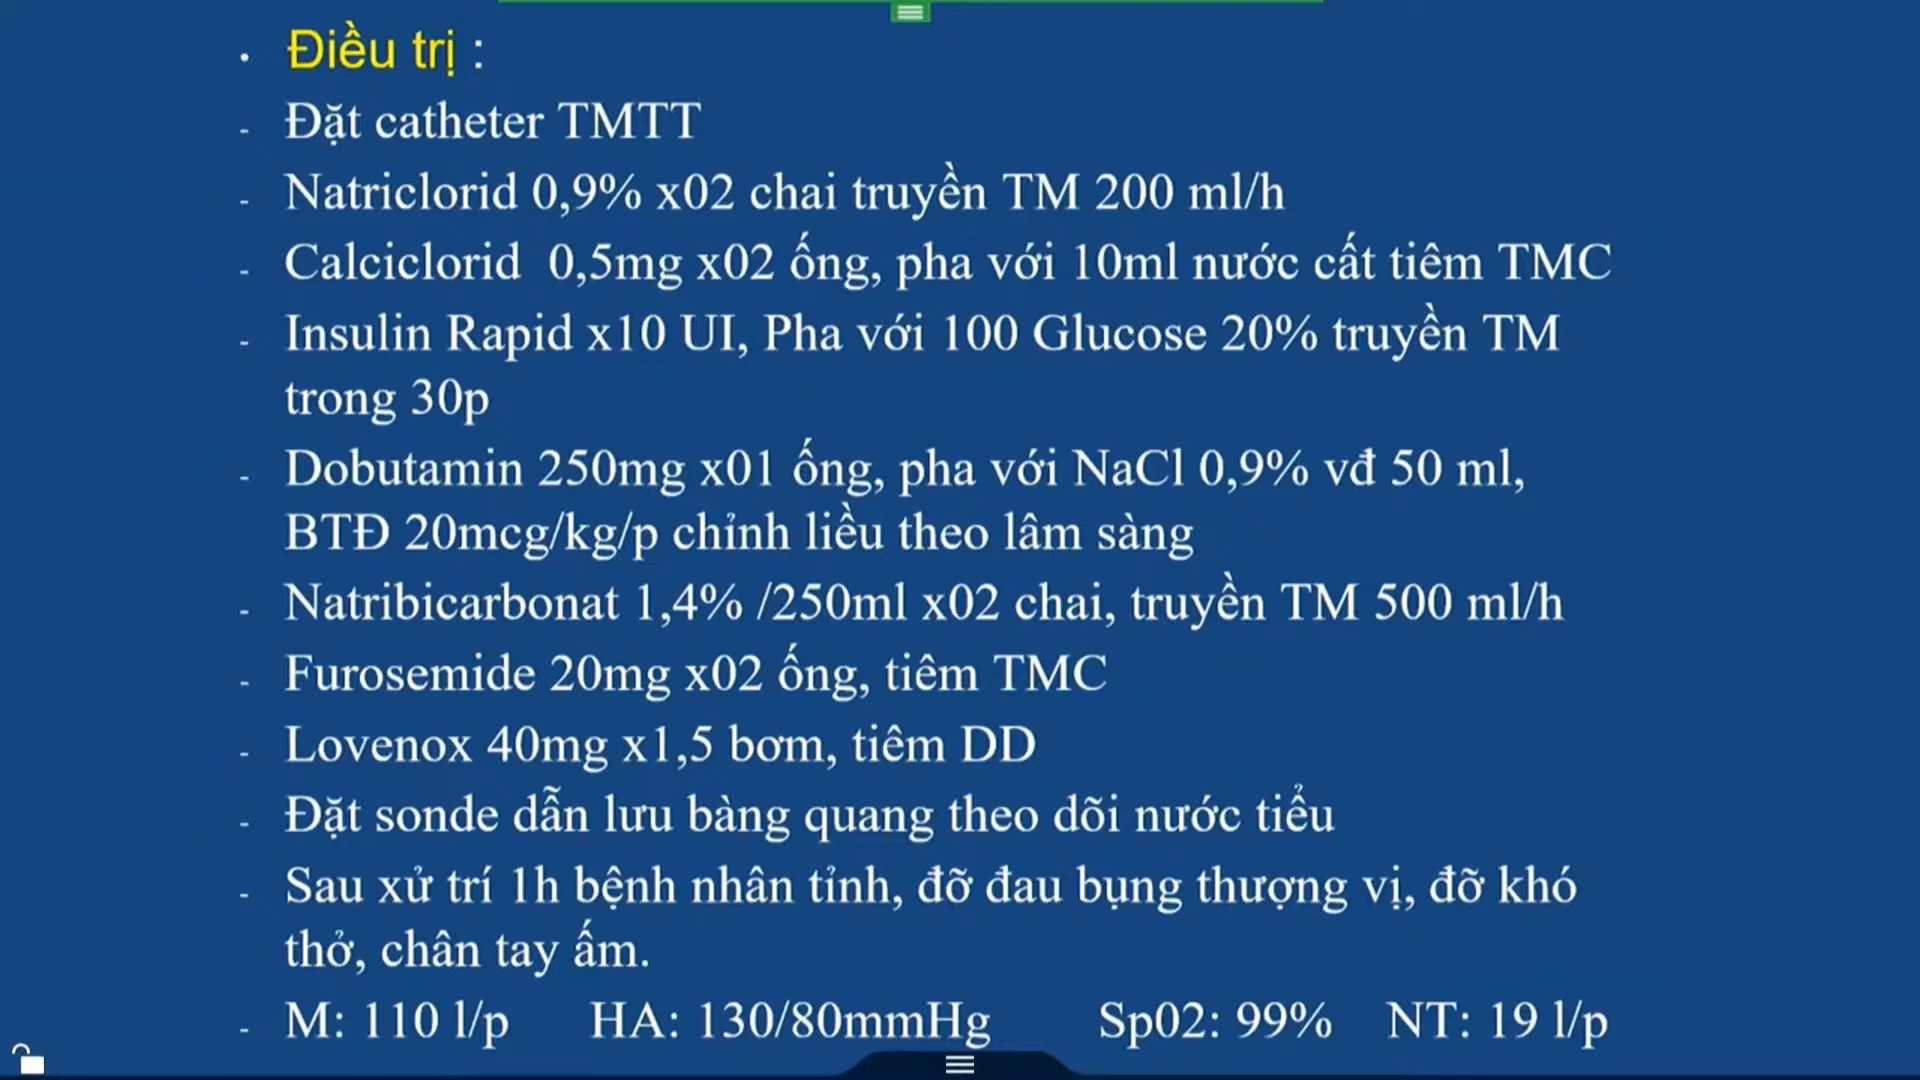 • Điều trị :
- Đặt catheter TMTT
- Natriclorid 0,9% x02 chai truyền TM 200 ml/h
- Calciclorid 0,5mg x02 ống, pha với 10ml nước cất tiêm TMC
- Insulin Rapid x10 UI, Pha với 100 Glucose 20% truyền TM
trong 30p
- Dobutamin 250mg x01 ống, pha với NaCl 0,9% vđ 50 ml,
BTĐ 20mcg/kg/p chỉnh liều theo lâm sàng
- Natribicarbonat 1,4% /250ml x02 chai, truyền TM 500 ml/h
- Furosemide 20mg x02 ống, tiêm TMC
- Lovenox 40mg x1,5 bơm, tiêm DD
- Đặt sonde dẫn lưu bàng quang theo dõi nước tiểu
- Sau xử trí 1h bệnh nhân tỉnh, đỡ đau bụng thượng vị, đỡ khó
thở, chân tay ấm.
- M: 110 l/p HA: 130/80mmHg Sp02: 99% NT: 19 l/p